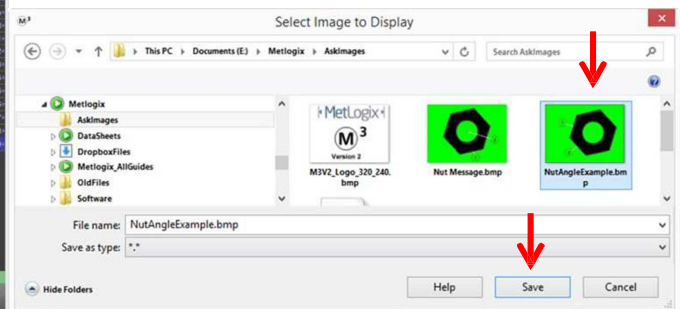 M³
Select Image to Display
This PC Documents (E:) Metlogix AskImages
Search AskImages
Metlogix
AskImages
DataSheets
DropboxFiles
Metlogix_AllGuides
OldFiles
Software
MetLogix
M3
Version 2
M3V2_Logo_320_240.
bmp
Nut Message.bmp
NutAngleExample.bm
p
File name: NutAngleExample.bmp
Save as type: *.*
Hide Folders
Help
Save
Cancel